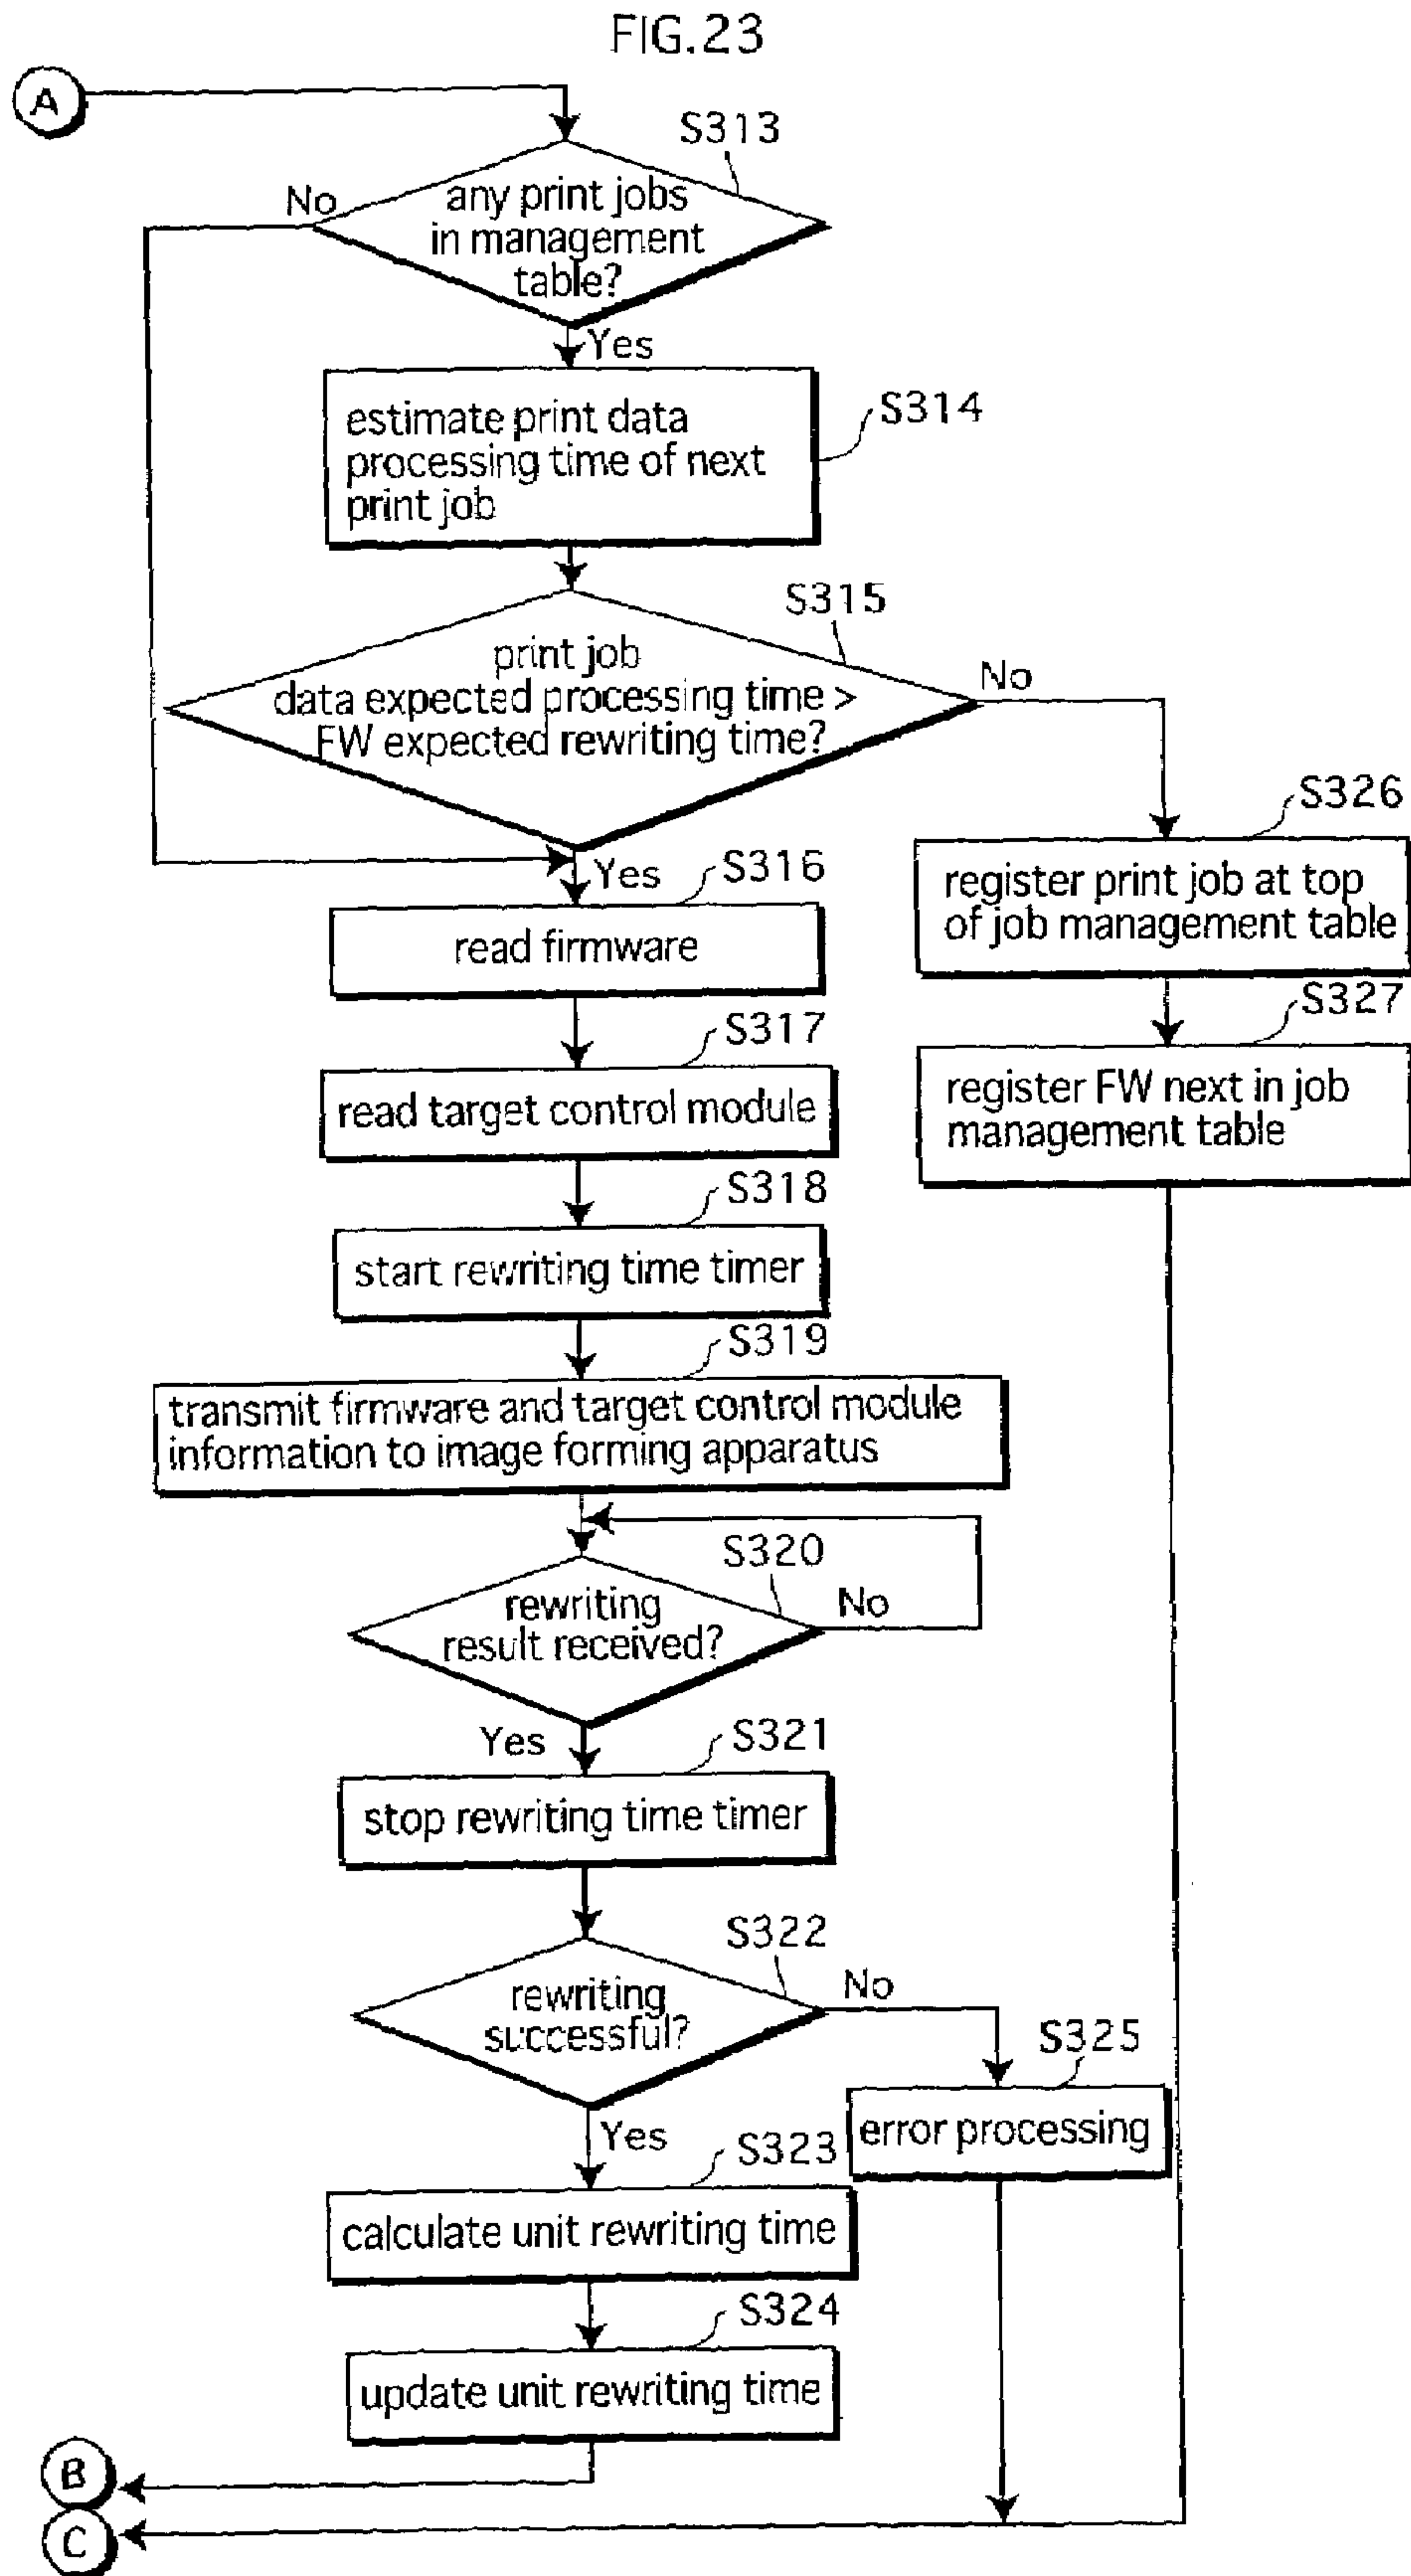 FIG.23
A
S313
No
any print jobs
in management
table?
Yes
S314
estimate print data
processing time of next
print job
S315
print job
data expected processing time >
FW expected rewriting time?
No
S326
register print job at top
of job management table
S327
register FW next in job
management table
Yes
S316
read firmware
S317
read target control module
S318
start rewriting time timer
S319
transmit firmware and target control module
information to image forming apparatus
S320
rewriting
result received?
No
Yes
S321
stop rewriting time timer
S322
rewriting
successful?
No
S325
error processing
Yes
S323
calculate unit rewriting time
S324
update unit rewriting time
B
C